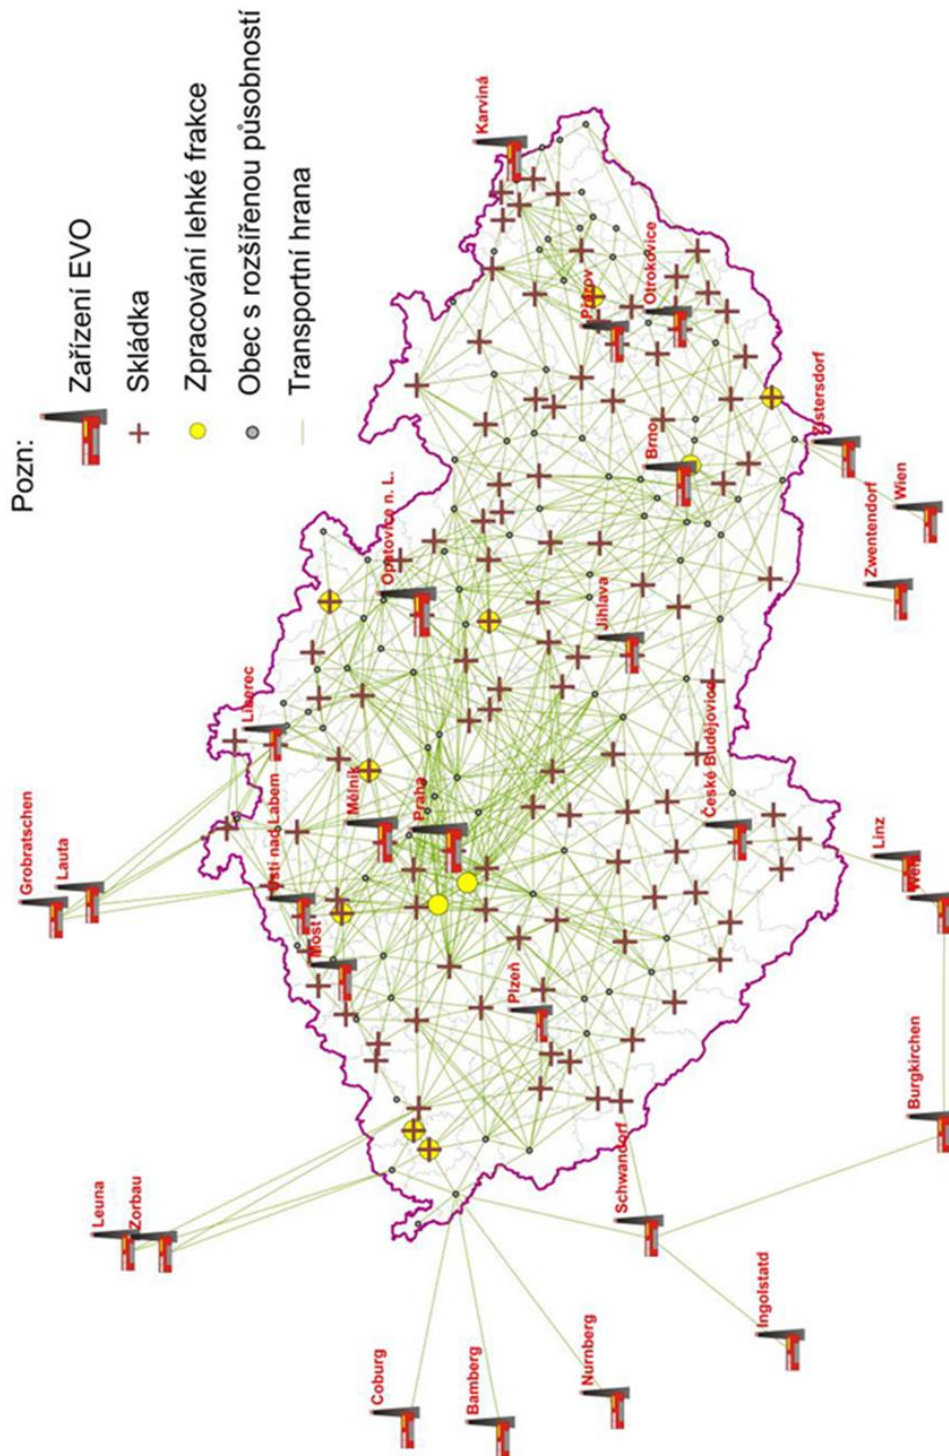 Pozn:
Zařízení EVO
Skládka
Zpracování lehké frakce
Obec s rozšířenou působností
Transportní hrana
Karviná
Přerov
Otrokovice
Brno
Zistersdorf
Wien
Zwentendorf
Opatovice n. L.
Jihlava
Liberec
Grobratschen
Lauta
Ústí nad Labem
Mělník
Praha
České Budějovice
Linz
Wels
Most
Plzeň
Burgkirchen
Leuna
Zorbau
Schwandorf
Ingolstatd
Coburg
Bamberg
Nurnberg